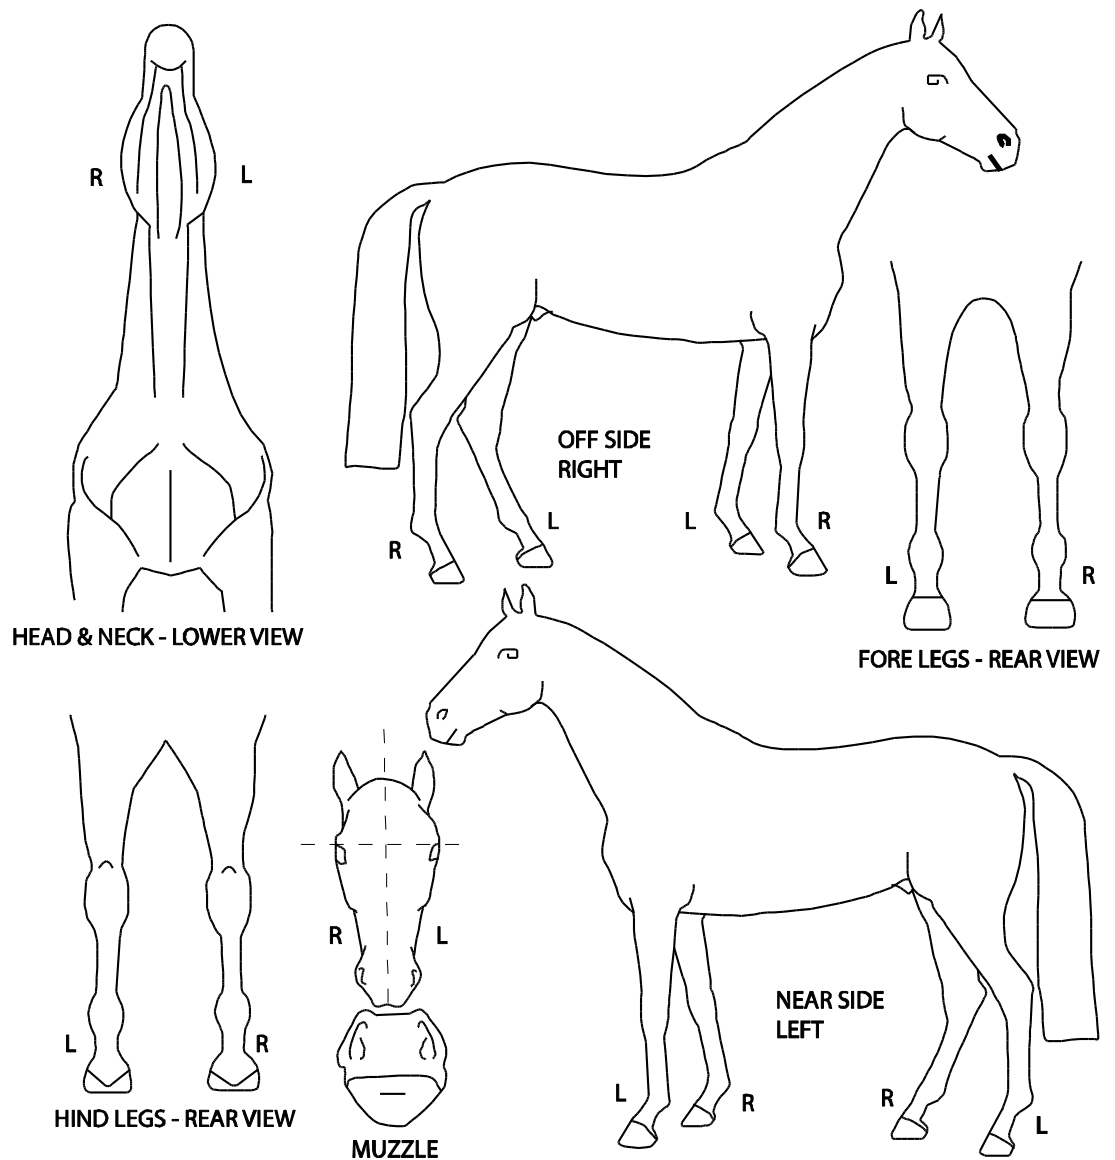 R
L
OFF SIDE
RIGHT
L
L
R
R
L
R
HEAD & NECK - LOWER VIEW
FORE LEGS - REAR VIEW
R
L
NEAR SIDE
LEFT
L
R
L
R
R
L
HIND LEGS - REAR VIEW
MUZZLE